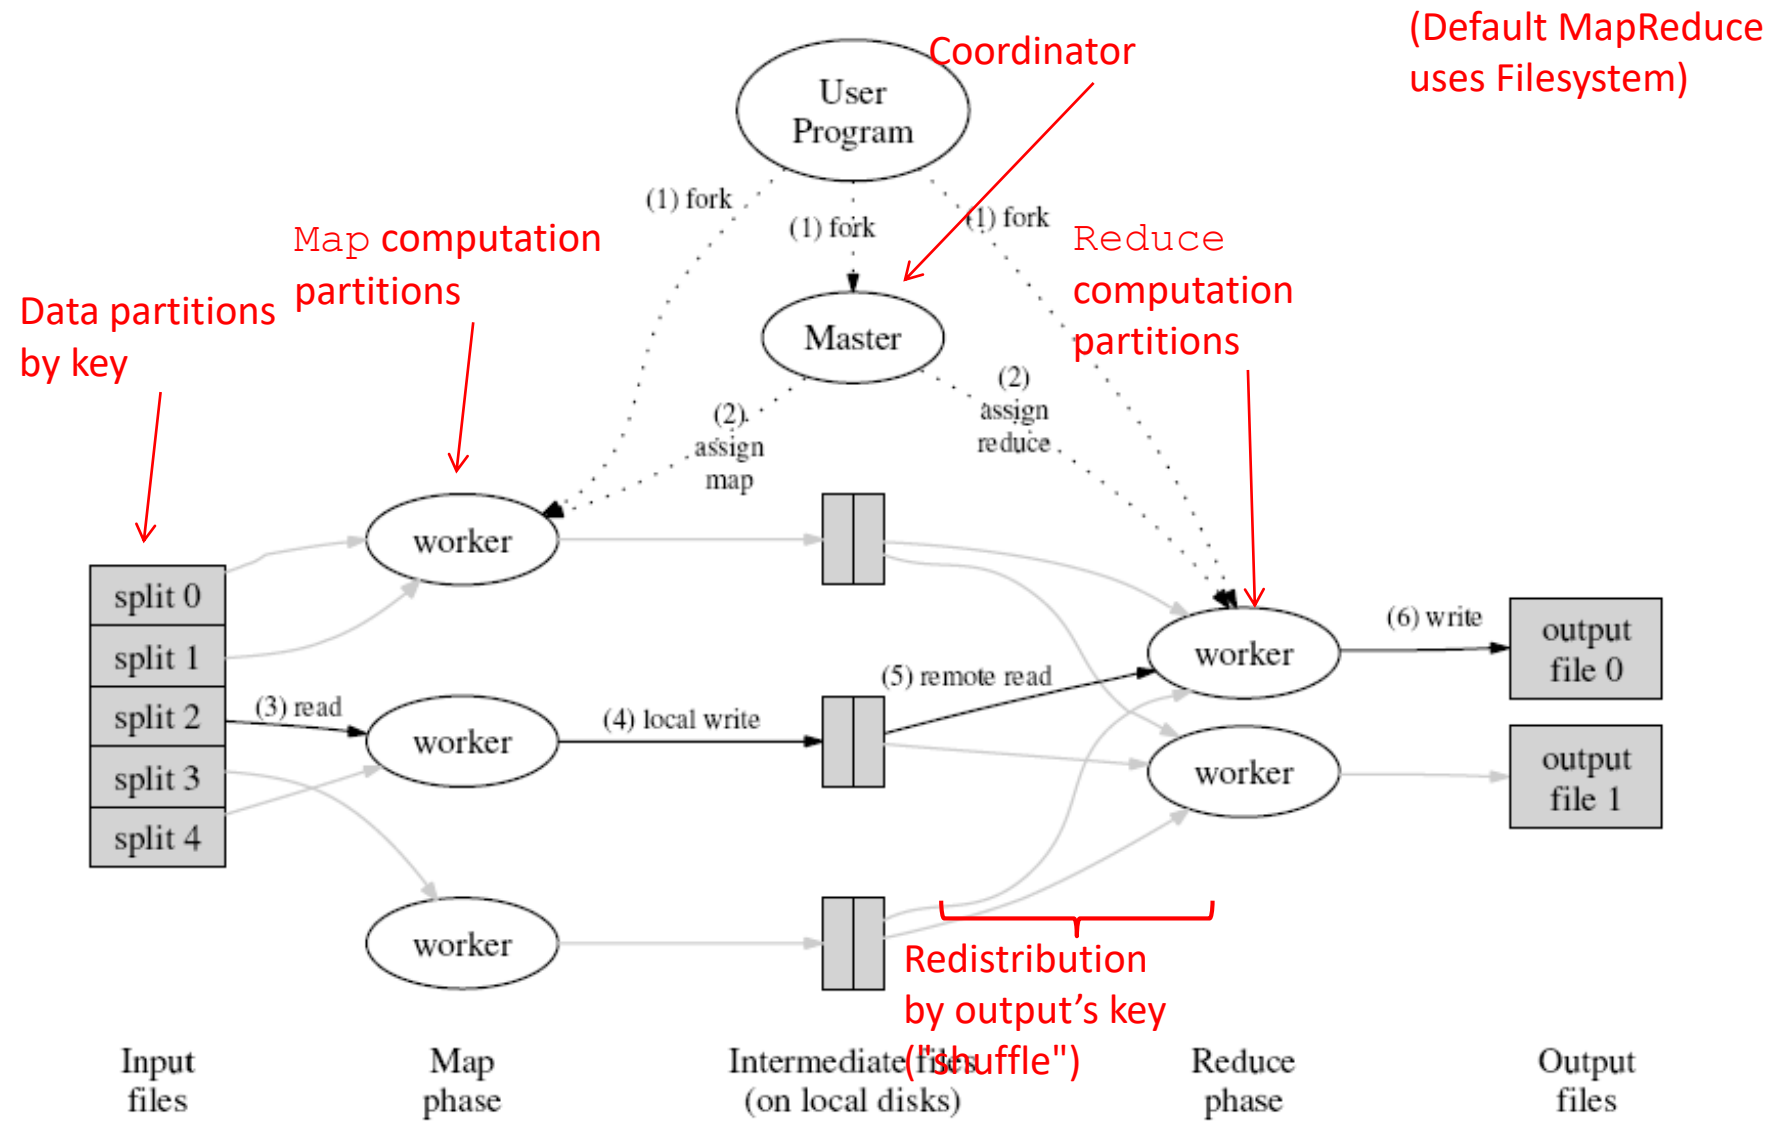 (Default MapReduce
uses Filesystem)
Coordinator
User
Program
(1) fork
(1) fork
(1) fork
Map computation
partitions
Reduce
computation
partitions
Data partitions
by key
Master
(2)
assign
map
(2)
assign
reduce
worker
split 0
split 1
split 2
split 3
split 4
(3) read
worker
(4) local write
(5) remote read
worker
(6) write
output
file 0
worker
output
file 1
worker
Redistribution
by output’s key
("shuffle")
Input
files
Map
phase
Intermediate files
(on local disks)
Reduce
phase
Output
files